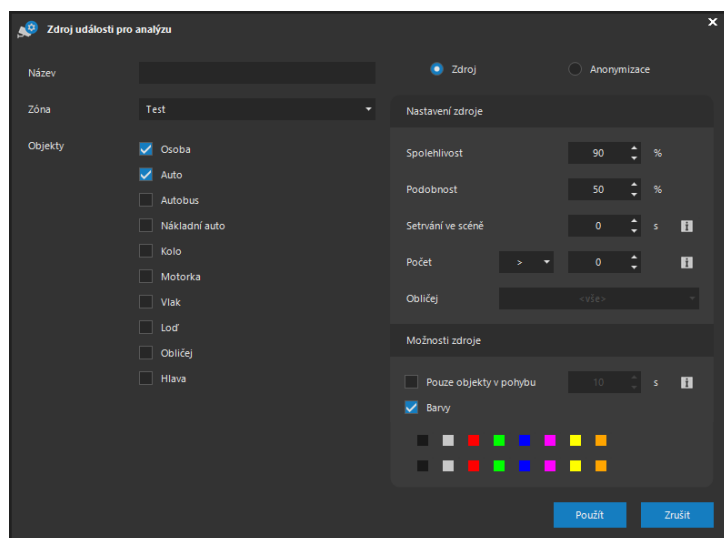 Zdroj události pro analýzu
Název
Zóna
Test
Objekty
Osoba
Auto
Autobus
Nákladní auto
Kolo
Motorka
Vlak
Loď
Obličej
Hlava
Zdroj
Anonymizace
Nastavení zdroje
Spolehlivost 90 %
Podobnost 50 %
Setrvání ve scéně 0 s
Počet > 0
Obličej <vše>
Možnosti zdroje
Pouze objekty v pohybu 10 s
Barvy
Použít
Zrušit